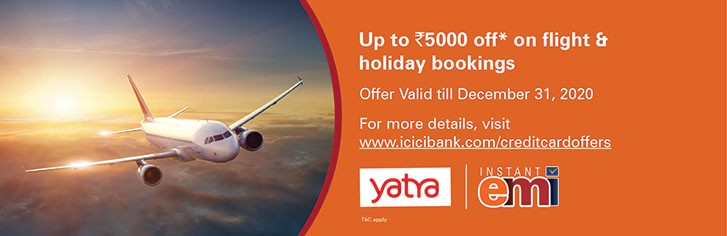 Up to ₹5000 off* on flight &
holiday bookings
Offer Valid till December 31, 2020
For more details, visit
www.icicibank.com/creditcardoffers
yatra
INSTANT
emi
T&C apply